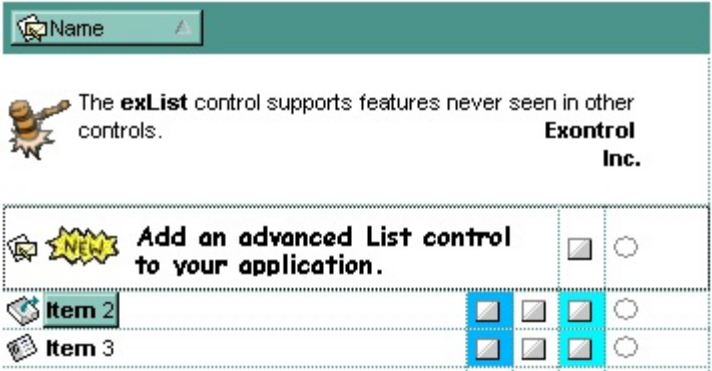 Name
The exList control supports features never seen in other
controls. Exontrol
Inc.
NEW
Add an advanced List control
to your application.
Item 2
Item 3